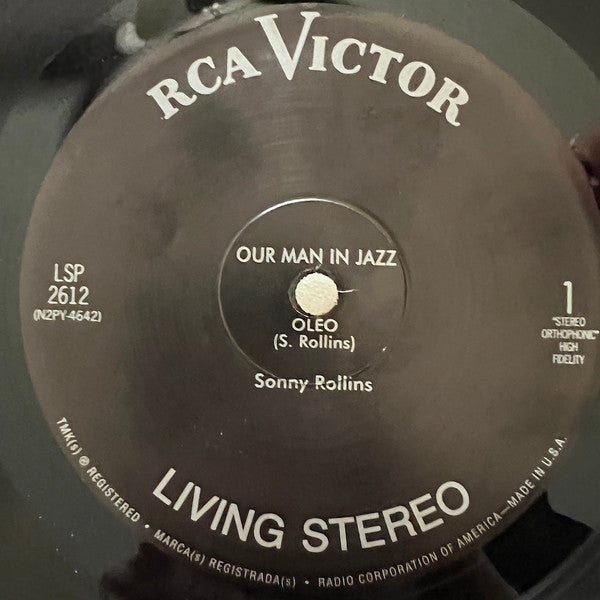 RCA VICTOR
OUR MAN IN JAZZ
LSP
2612
(N2PY-4642)
1
"STEREO
ORTHOPHONIC"
HIGH
FIDELITY
OLEO
(S. Rollins)
Sonny Rollins
LIVING STEREO
TMK(s) ® REGISTERED • MARCA(s) REGISTRADA(s) • RADIO CORPORATION OF AMERICA—MADE IN U.S.A.